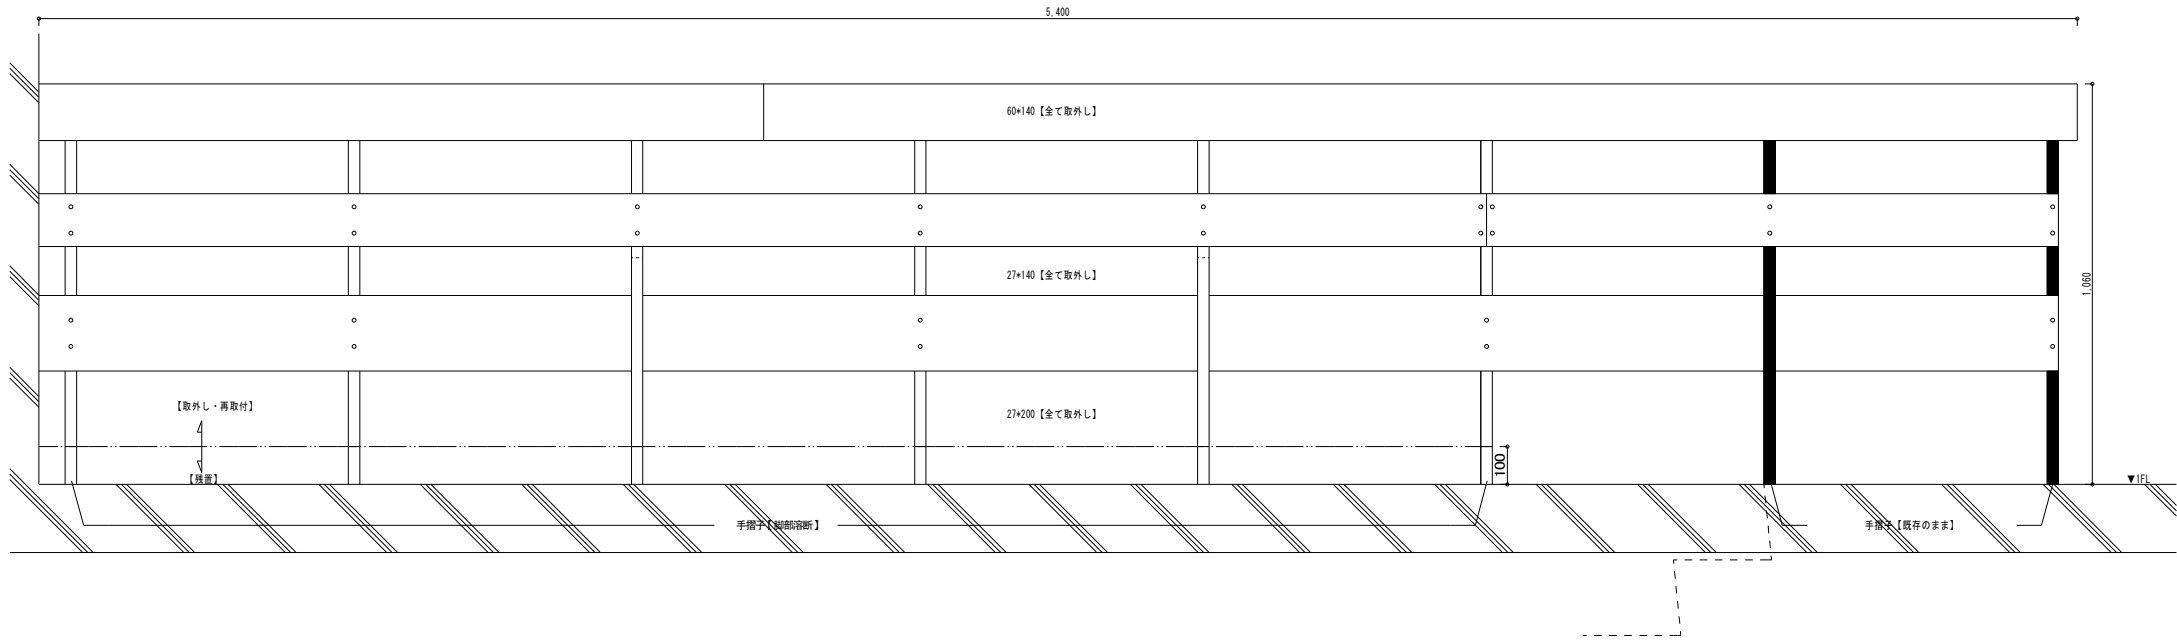 5,400
60*140【全て取外し】
27*140【全て取外し】
1,060
【取外し・再取付】
27*200【全て取外し】
100
【残置】
▼1FL
手摺子【脚部溶断】
手摺子【既存のまま】